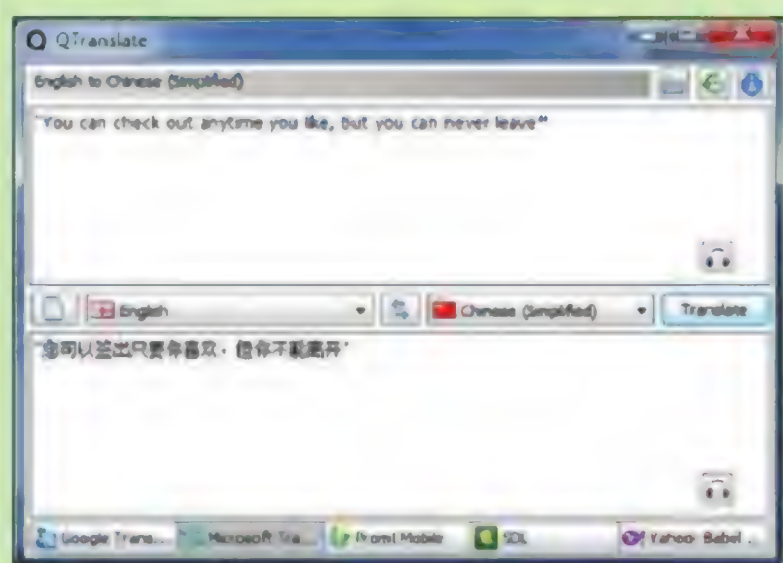 QTranslate
English to Chinese (Simplified)
"You can check out anytime you like, but you can never leave"
English
Chinese (Simplified)
Translate
"您可以签出只要你喜欢，但你不能离开"
Google Trans...
Microsoft Tra...
Promt Mobile
SDL
Yahoo! Babel ...